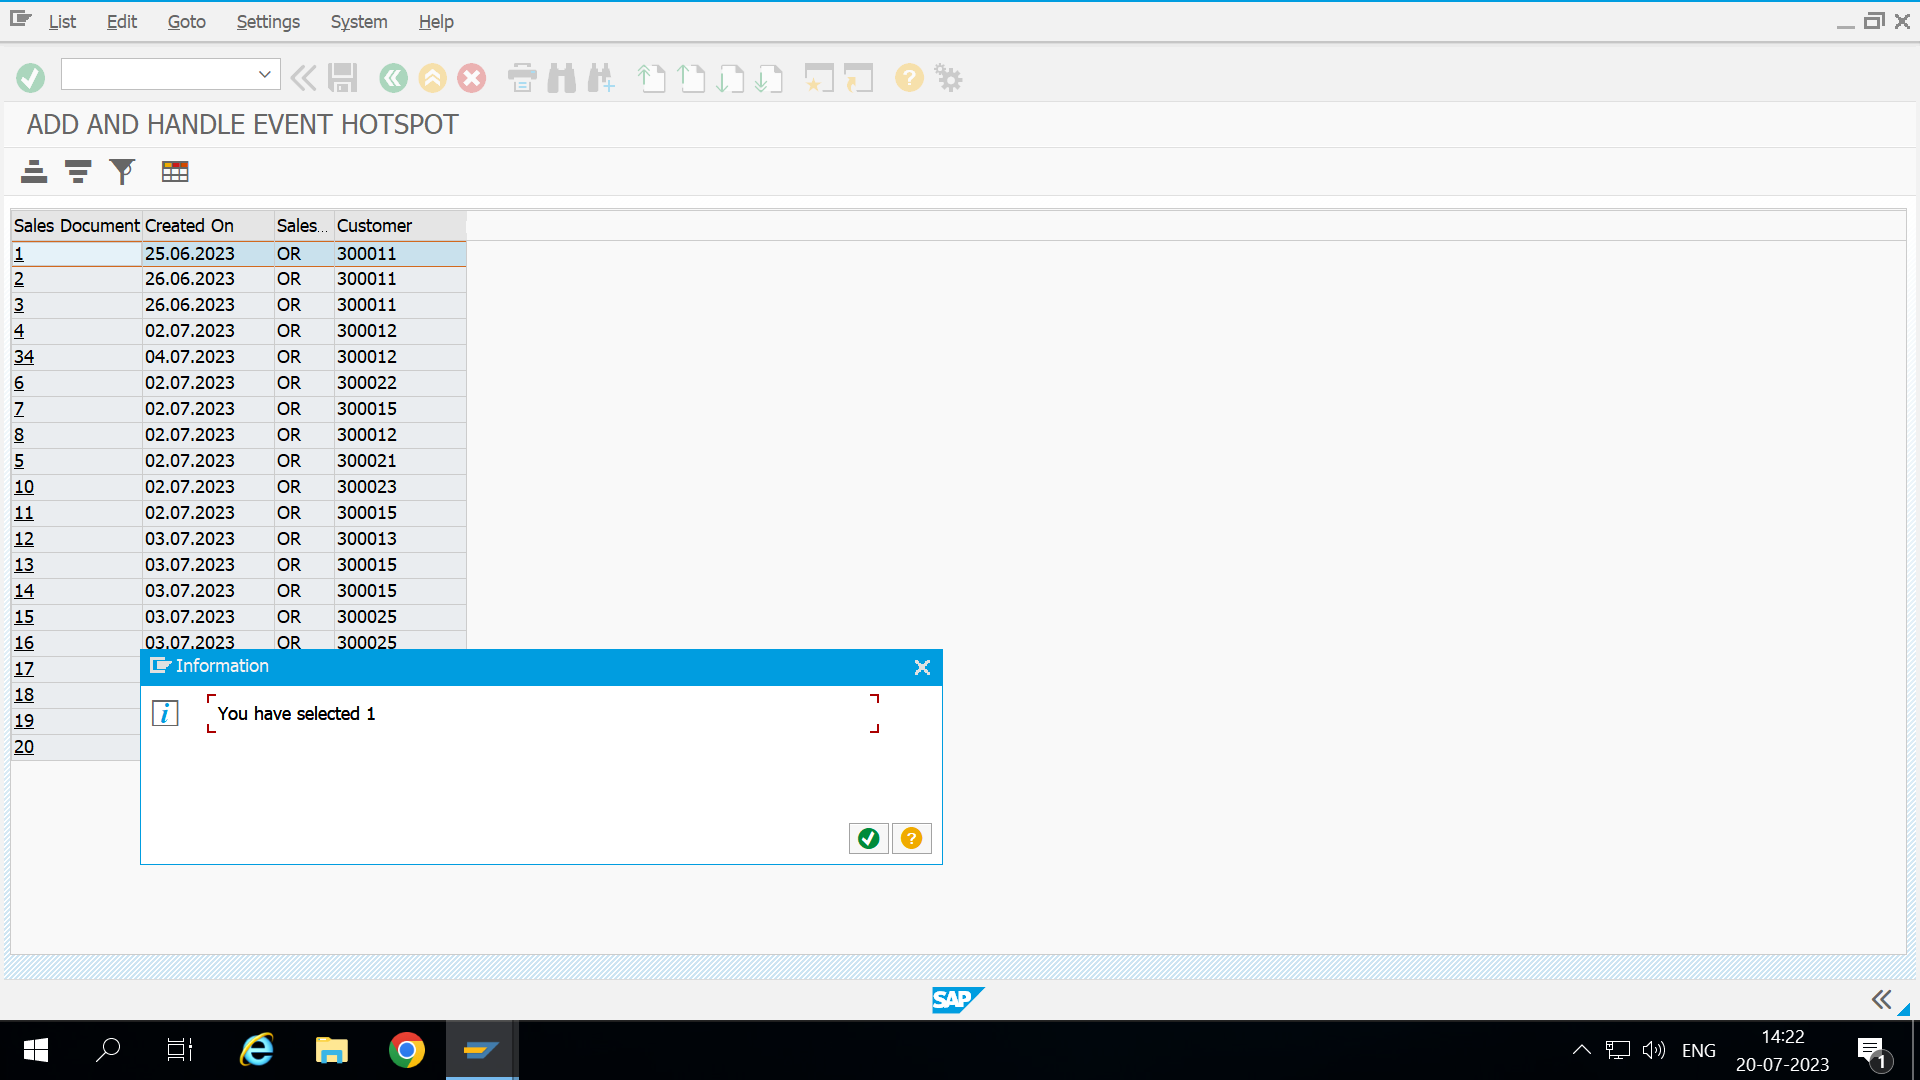 List Edit Goto Settings System Help
ADD AND HANDLE EVENT HOTSPOT
Sales Document Created On Sales... Customer
1 25.06.2023 OR 300011
2 26.06.2023 OR 300011
3 26.06.2023 OR 300011
4 02.07.2023 OR 300012
34 04.07.2023 OR 300012
6 02.07.2023 OR 300022
7 02.07.2023 OR 300015
8 02.07.2023 OR 300012
5 02.07.2023 OR 300021
10 02.07.2023 OR 300023
11 02.07.2023 OR 300015
12 03.07.2023 OR 300013
13 03.07.2023 OR 300015
14 03.07.2023 OR 300015
15 03.07.2023 OR 300025
16 03.07.2023 OR 300025
17
18
19
20
Information
You have selected 1
SAP
ENG
14:22
20-07-2023
1